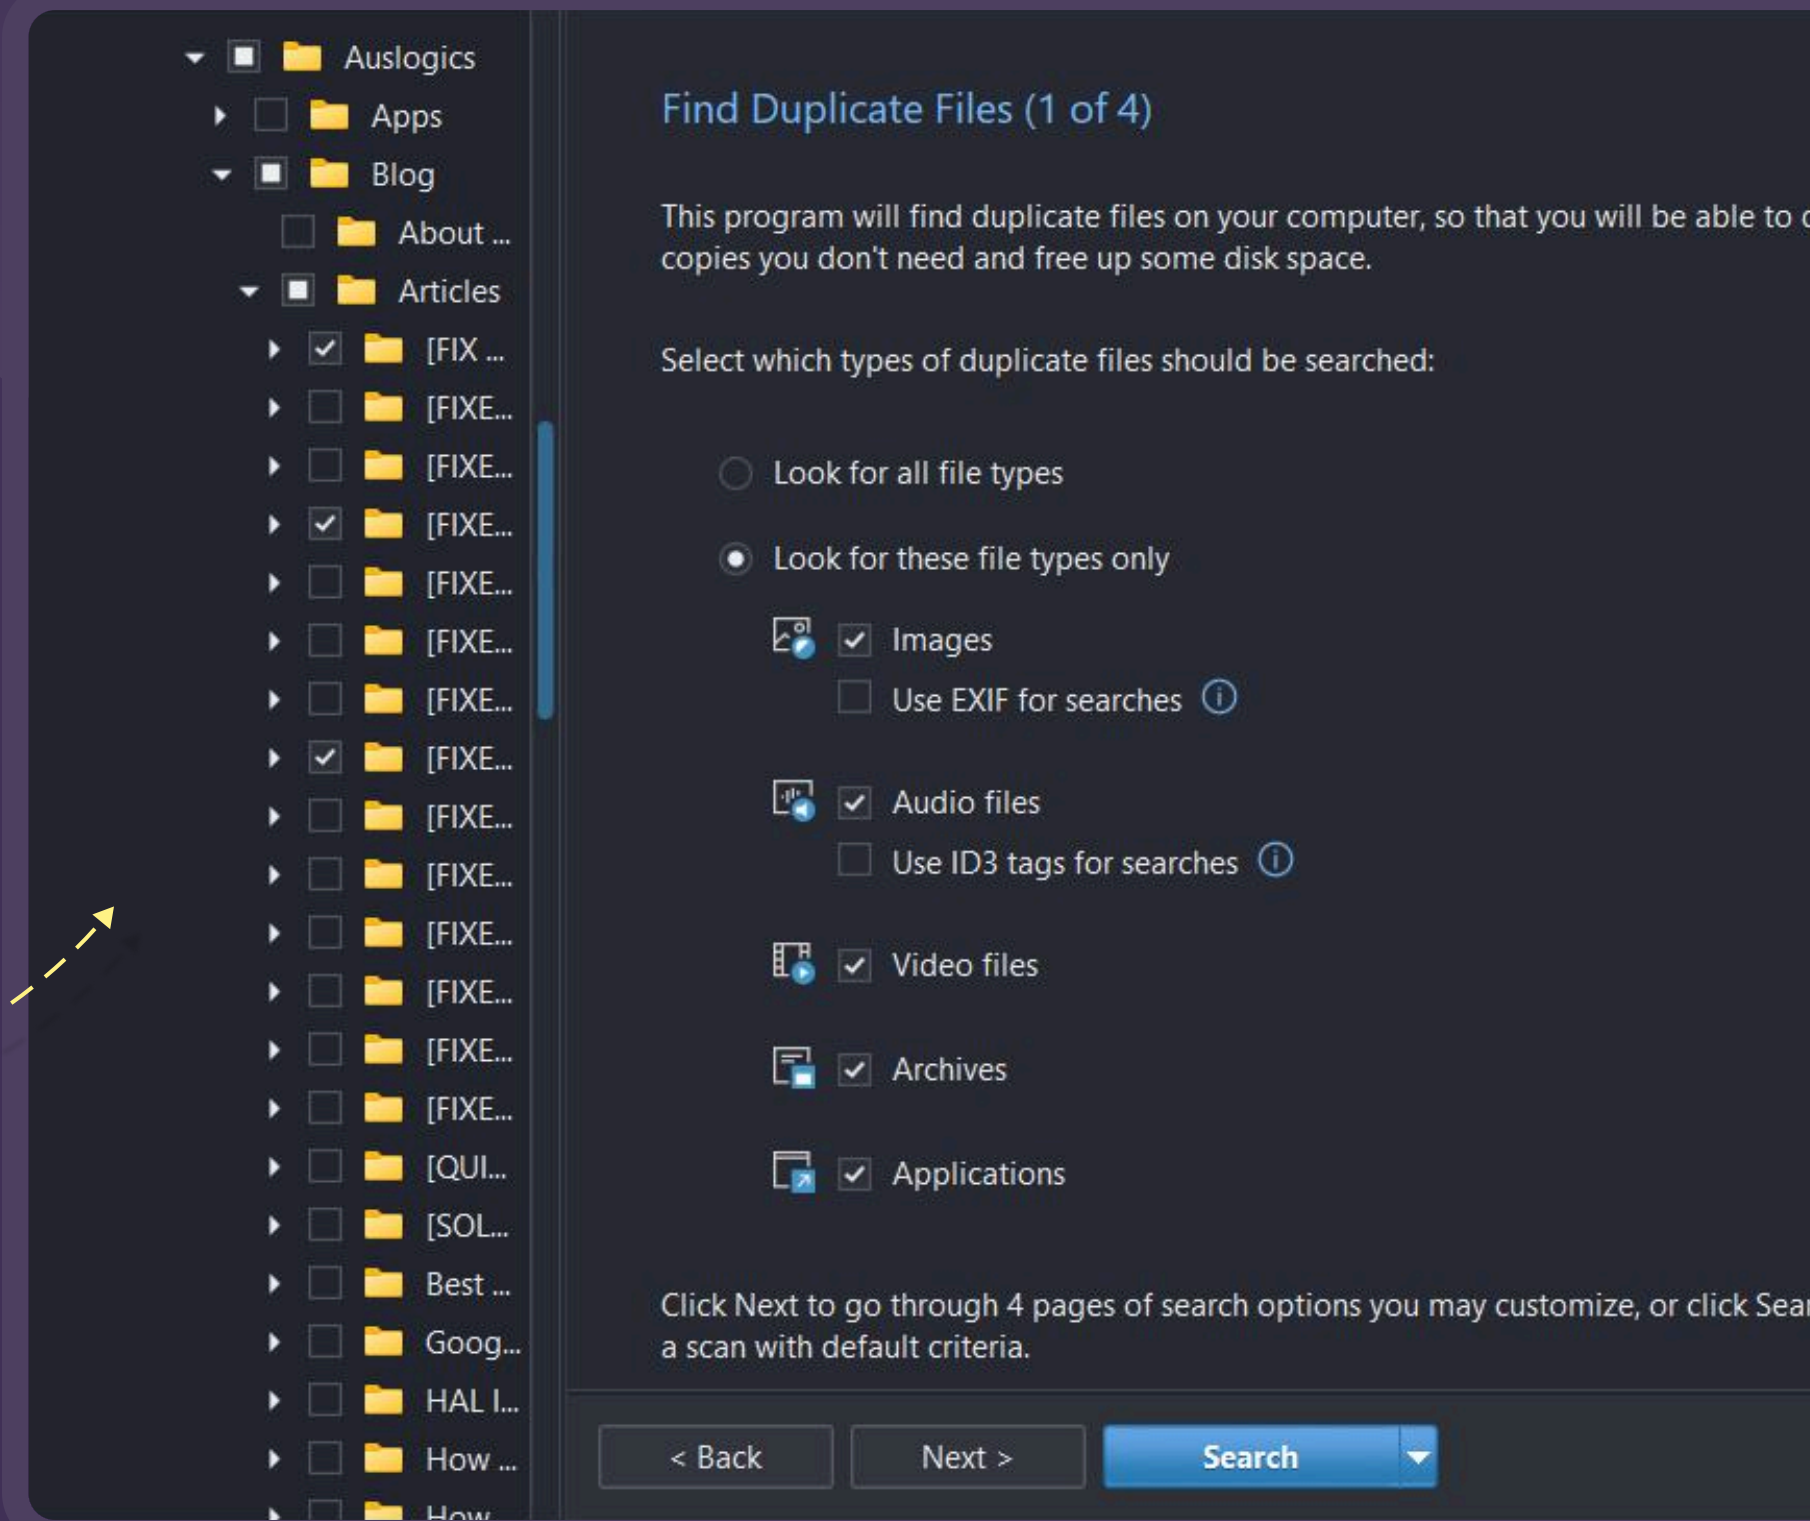 Auslogics
Apps
Blog
About ...
Articles
[FIX ...
[FIXE...
[FIXE...
[FIXE...
[FIXE...
[FIXE...
[FIXE...
[FIXE...
[FIXE...
[FIXE...
[FIXE...
[FIXE...
[FIXE...
[FIXE...
[QUI...
[SOL...
Best ...
Goog...
HAL I...
How ...
How
Find Duplicate Files (1 of 4)
This program will find duplicate files on your computer, so that you will be able to
copies you don't need and free up some disk space.
Select which types of duplicate files should be searched:
Look for all file types
Look for these file types only
Images
Use EXIF for searches
Audio files
Use ID3 tags for searches
Video files
Archives
Applications
Click Next to go through 4 pages of search options you may customize, or click Sear
a scan with default criteria.
< Back
Next >
Search